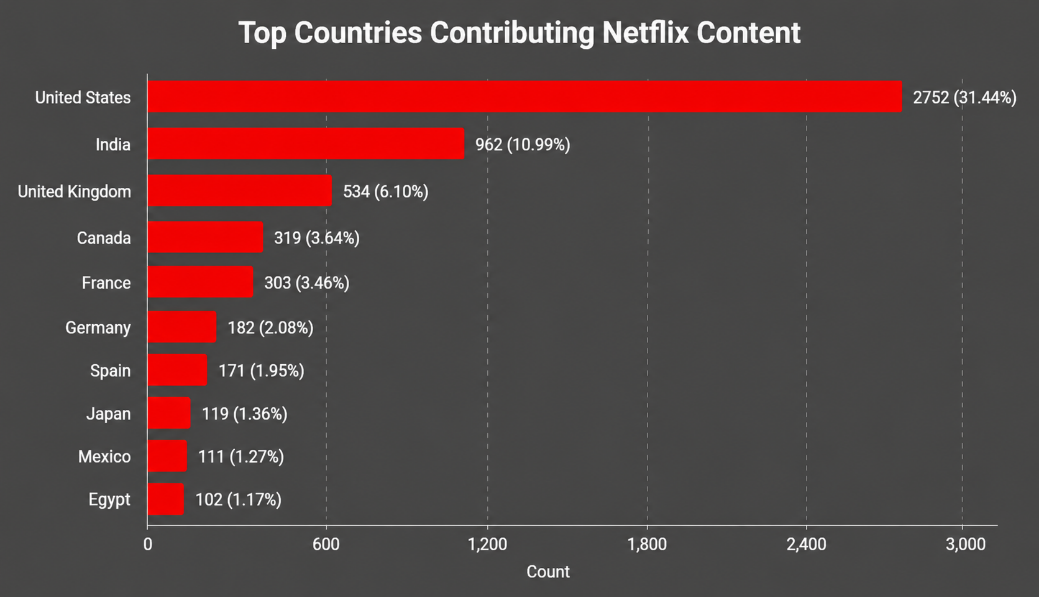 Top Countries Contributing Netflix Content
United States 2752 (31.44%)
India 962 (10.99%)
United Kingdom 534 (6.10%)
Canada 319 (3.64%)
France 303 (3.46%)
Germany 182 (2.08%)
Spain 171 (1.95%)
Japan 119 (1.36%)
Mexico 111 (1.27%)
Egypt 102 (1.17%)
0 600 1,200 1,800 2,400 3,000
Count